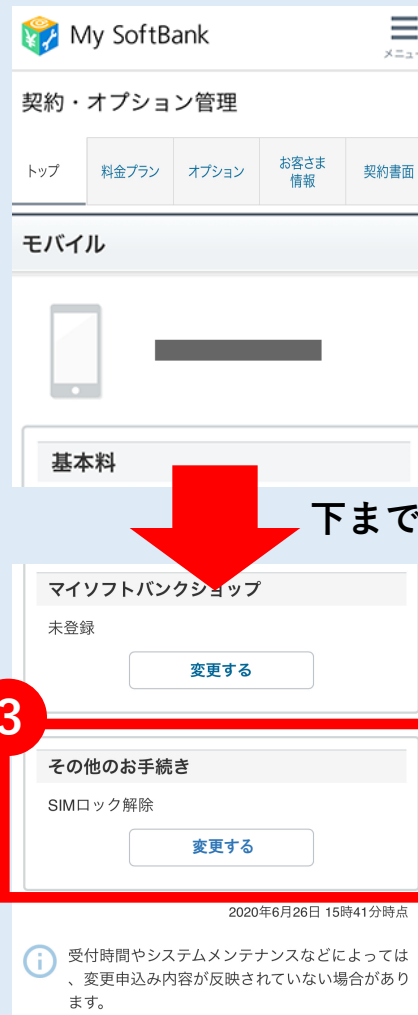 My SoftBank
メニュー
契約・オプション管理
トップ
料金プラン
オプション
お客さま
情報
契約書面
モバイル
基本料
下まで
マイソフトバンクショップ
未登録
変更する
3
その他のお手続き
SIMロック解除
変更する
2020年6月26日 15時41分時点
受付時間やシステムメンテナンスなどによっては
、変更申込み内容が反映されていない場合があり
ます。